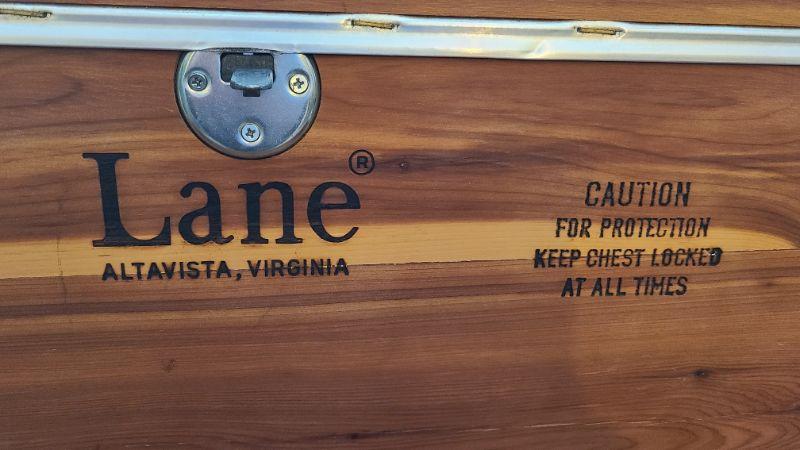 Lane®
ALTAVISTA, VIRGINIA
CAUTION
FOR PROTECTION
KEEP CHEST LOCKED
AT ALL TIMES